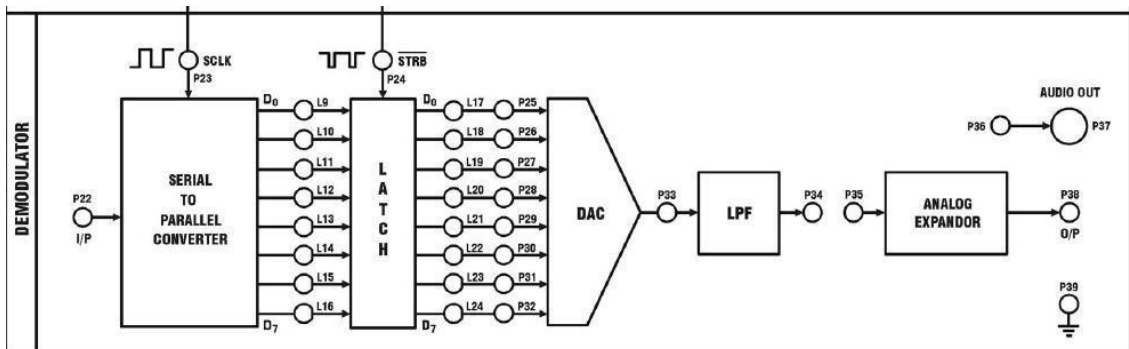 DEMODULATOR
SCLK
P23
STRB
P24
D0
L9
L10
L11
L12
L13
L14
L15
L16
D7
P22
I/P
SERIAL
TO
PARALLEL
CONVERTER
LATCH
D0
L17
P25
L18
P26
L19
P27
L20
P28
L21
P29
L22
P30
L23
P31
L24
P32
D7
DAC
P33
LPF
P34
P35
ANALOG
EXPANDOR
AUDIO OUT
P36
P37
P38
O/P
P39